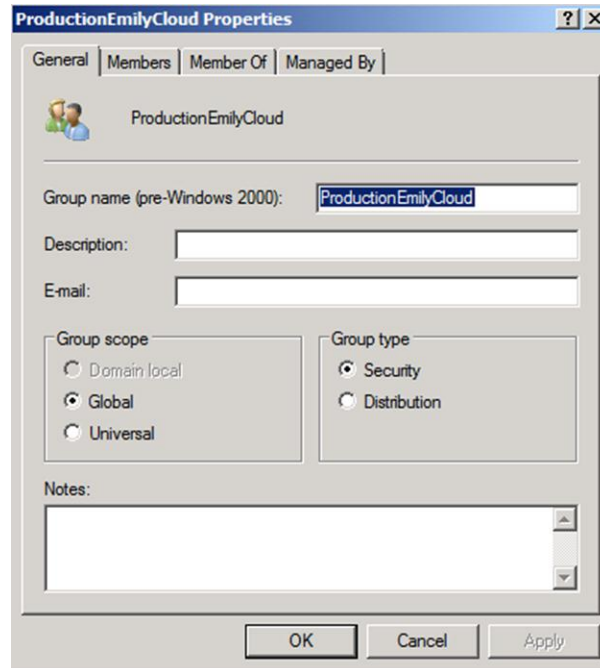 ProductionEmilyCloud Properties
General Members Member Of Managed By
ProductionEmilyCloud
Group name (pre-Windows 2000): ProductionEmilyCloud
Description:
E-mail:
Group scope
Domain local
Global
Universal
Group type
Security
Distribution
Notes:
OK Cancel Apply